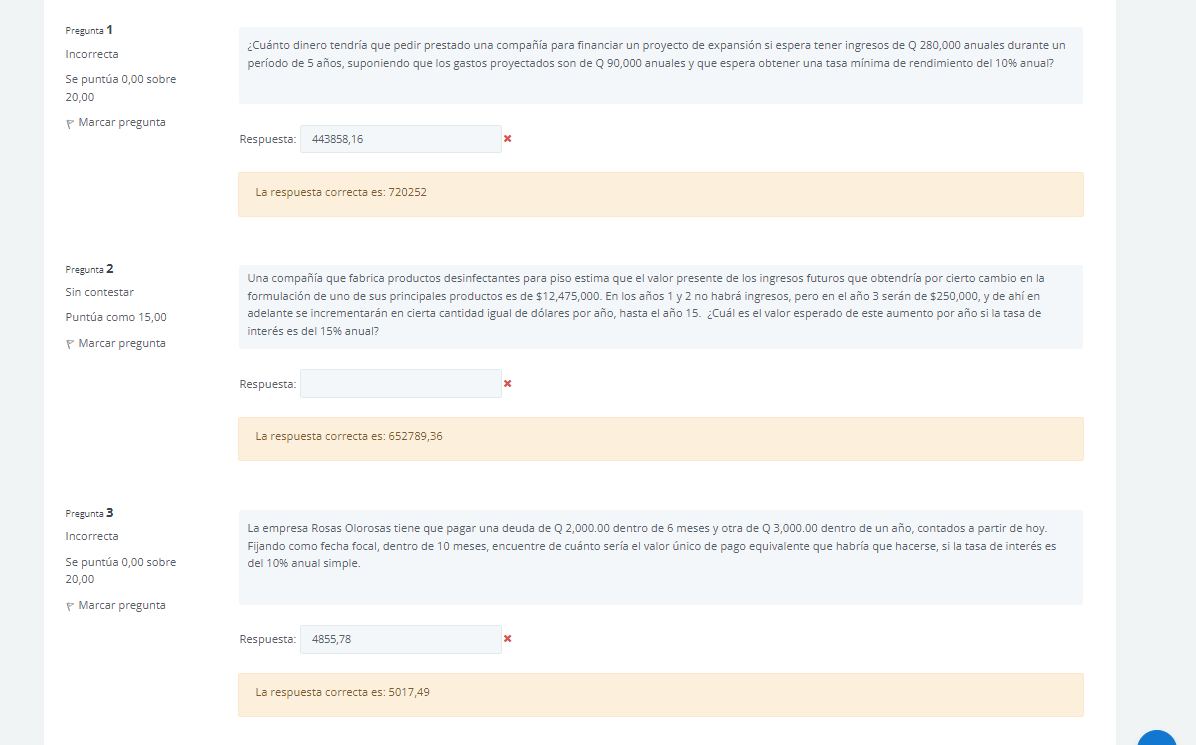 Pregunta 1
Incorrecta
Se puntúa 0,00 sobre
20,00
Marcar pregunta
¿Cuánto dinero tendría que pedir prestado una compañía para financiar un proyecto de expansión si espera tener ingresos de Q 280,000 anuales durante un
período de 5 años, suponiendo que los gastos proyectados son de Q 90,000 anuales y que espera obtener una tasa mínima de rendimiento del 10% anual?
Respuesta: 443858,16
La respuesta correcta es: 720252
Pregunta 2
Sin contestar
Puntúa como 15,00
Marcar pregunta
Una compañía que fabrica productos desinfectantes para piso estima que el valor presente de los ingresos futuros que obtendría por cierto cambio en la
formulación de uno de sus principales productos es de $12,475,000. En los años 1 y 2 no habrá ingresos, pero en el año 3 serán de $250,000, y de ahí en
adelante se incrementarán en cierta cantidad igual de dólares por año, hasta el año 15. ¿Cuál es el valor esperado de este aumento por año si la tasa de
interés es del 15% anual?
Respuesta:
La respuesta correcta es: 652789,36
Pregunta 3
Incorrecta
Se puntúa 0,00 sobre
20,00
Marcar pregunta
La empresa Rosas Olorosas tiene que pagar una deuda de Q 2,000.00 dentro de 6 meses y otra de Q 3,000.00 dentro de un año, contados a partir de hoy.
Fijando como fecha focal, dentro de 10 meses, encuentre de cuánto sería el valor único de pago equivalente que habría que hacerse, si la tasa de interés es
del 10% anual simple.
Respuesta: 4855,78
La respuesta correcta es: 5017,49